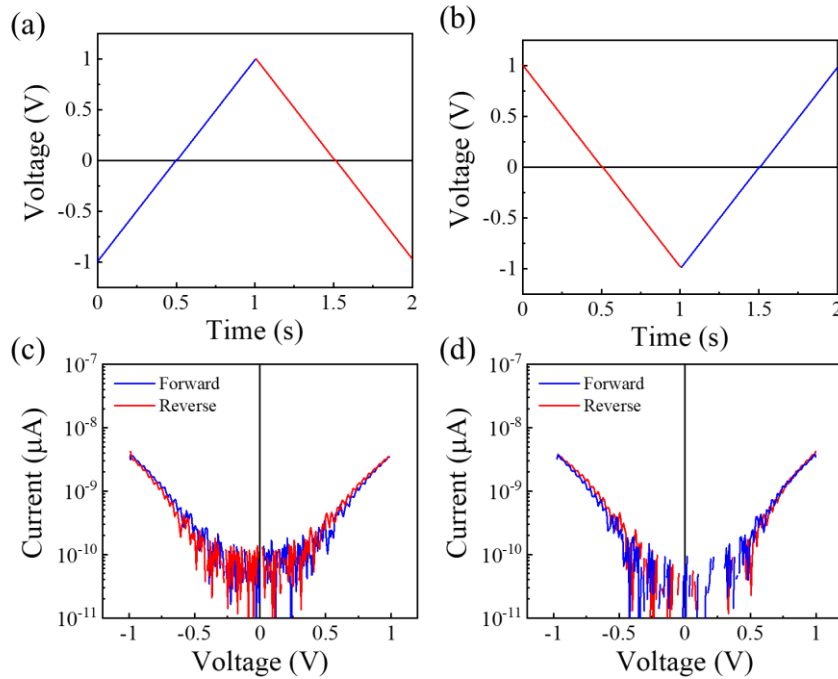 (a)
Voltage (V)
1
0.5
0
-0.5
-1
0 0.5 1 1.5 2
Time (s)
(b)
Voltage (V)
1
0.5
0
-0.5
-1
0 0.5 1 1.5 2
Time (s)
(c)
Current (μA)
10⁻⁷
10⁻⁸
10⁻⁹
10⁻¹⁰
10⁻¹¹
Forward
Reverse
-1 -0.5 0 0.5 1
Voltage (V)
(d)
Current (μA)
10⁻⁷
10⁻⁸
10⁻⁹
10⁻¹⁰
10⁻¹¹
Forward
Reverse
-1 -0.5 0 0.5 1
Voltage (V)